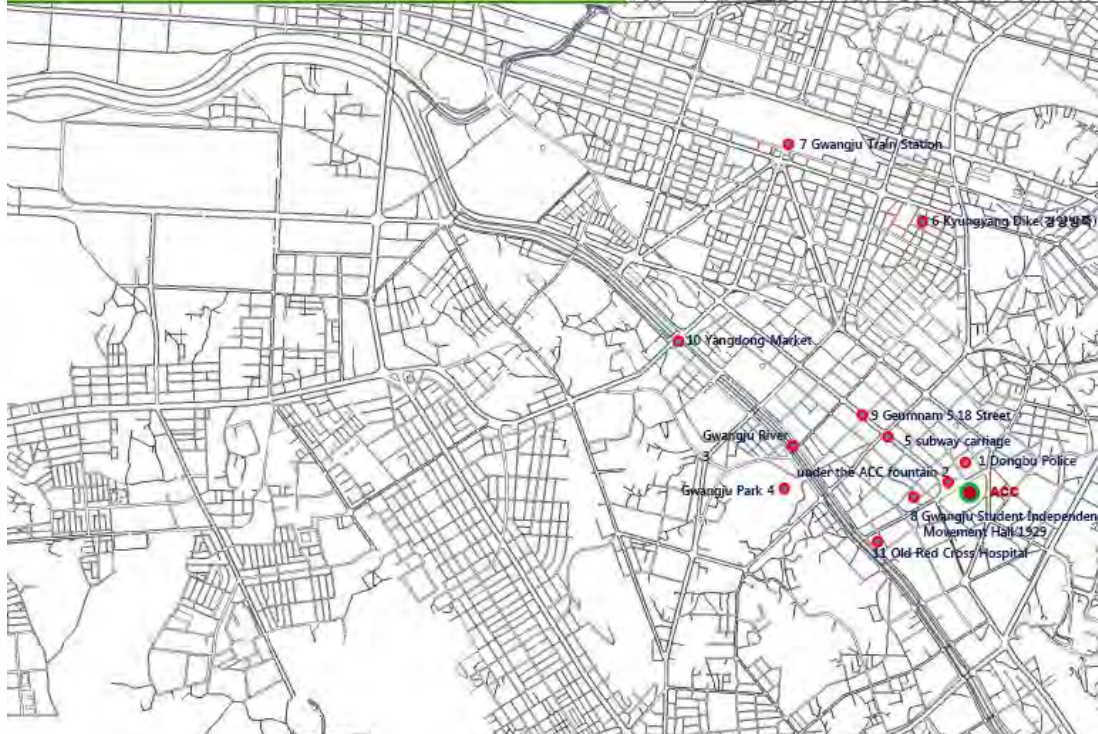 7 Gwangju Train Station
6 Kyungyang Dike(경양방죽)
10 Yangdong Market
9 Geumnam 5.18 Street
Gwangju River
3
5 subway carriage
1 Dongbu Police
under the ACC fountain 2
Gwangju Park 4
ACC
8 Gwangju Student Independen
Movement Hall 1929
11 Old Red Cross Hospital